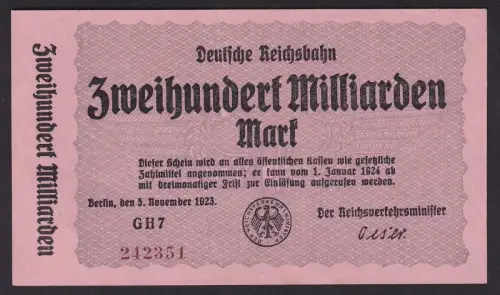 Zweihundert Milliarden
Deutsche Reichsbahn
Zweihundert Milliarden
Mark
Dieser Schein wird an allen öffentlichen Kassen wie gesetzliche
Zahlmittel angenommen; er kann vom 1. Januar 1924 ab
mit dreimonatiger Frist zur Einlösung aufgerufen werden.
Berlin, den 5. November 1923.
GH7
Der Reichsverkehrsminister
Oeser.
242351